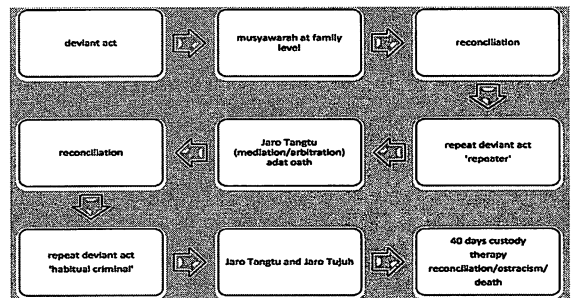 deviant act
musyawarah at family
level
reconciliation
repeat deviant act
'repeater'
Jaro Tangtu
(mediation/arbitration)
adat oath
reconciliation
repeat deviant act
'habitual criminal'
Jaro Tangtu and Jaro Tujuh
40 days custody
therapy
reconciliation/ostracism/
death